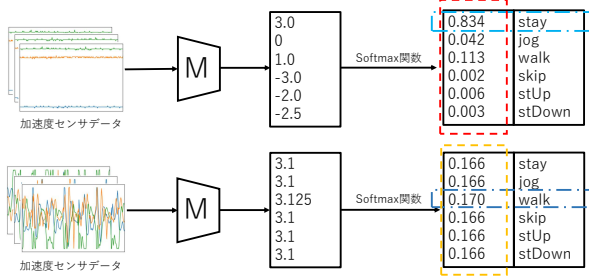 M
3.0
0
1.0
-3.0
-2.0
-2.5
Softmax関数
0.834 stay
0.042 jog
0.113 walk
0.002 skip
0.006 stUp
0.003 stDown
加速度センサデータ
M
3.1
3.1
3.125
3.1
3.1
3.1
Softmax関数
0.166 stay
0.166 jog
0.170 walk
0.166 skip
0.166 stUp
0.166 stDown
加速度センサデータ